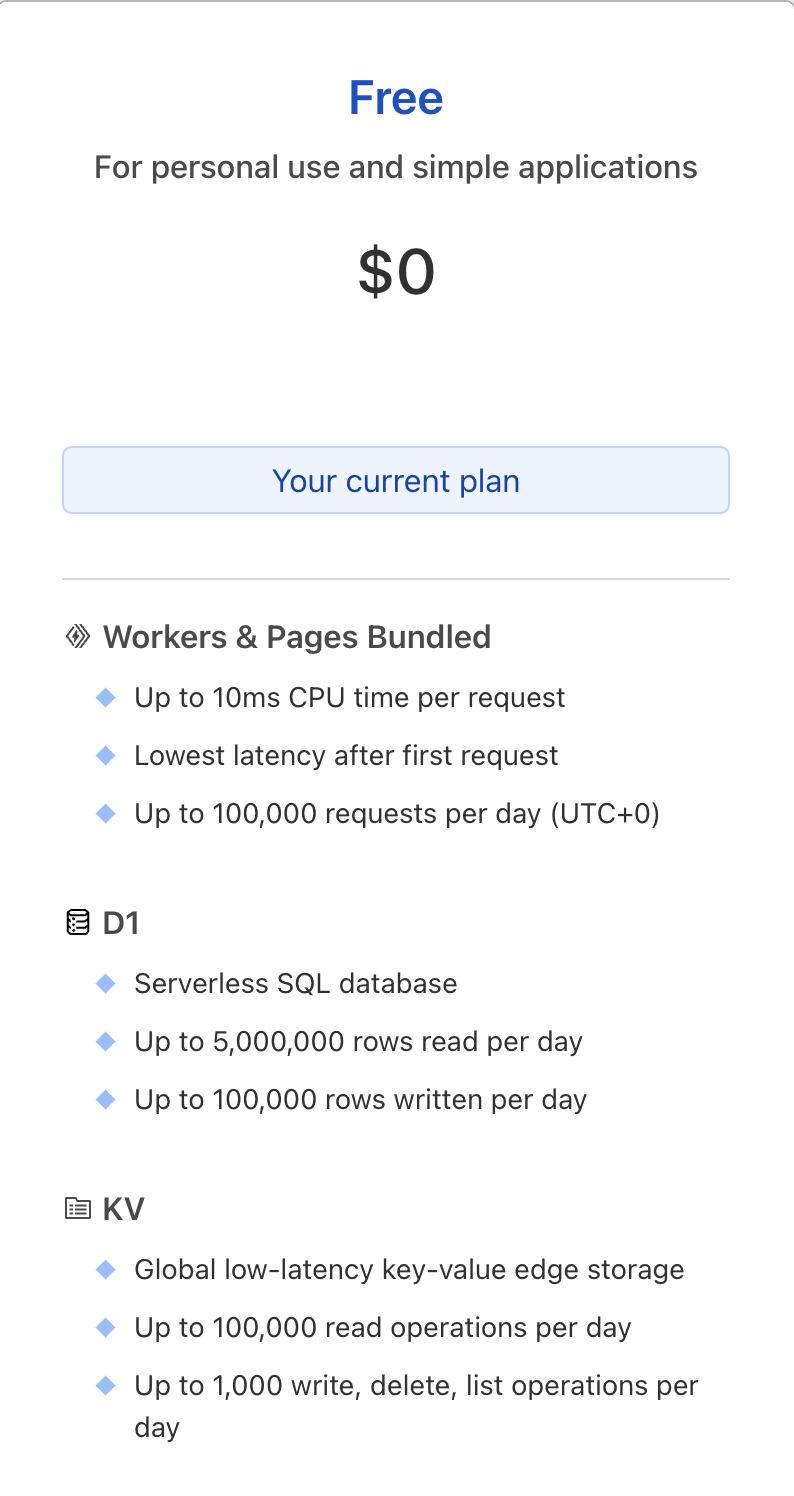 Free
For personal use and simple applications
$0
Your current plan
Workers & Pages Bundled
Up to 10ms CPU time per request
Lowest latency after first request
Up to 100,000 requests per day (UTC+0)
D1
Serverless SQL database
Up to 5,000,000 rows read per day
Up to 100,000 rows written per day
KV
Global low-latency key-value edge storage
Up to 100,000 read operations per day
Up to 1,000 write, delete, list operations per
day